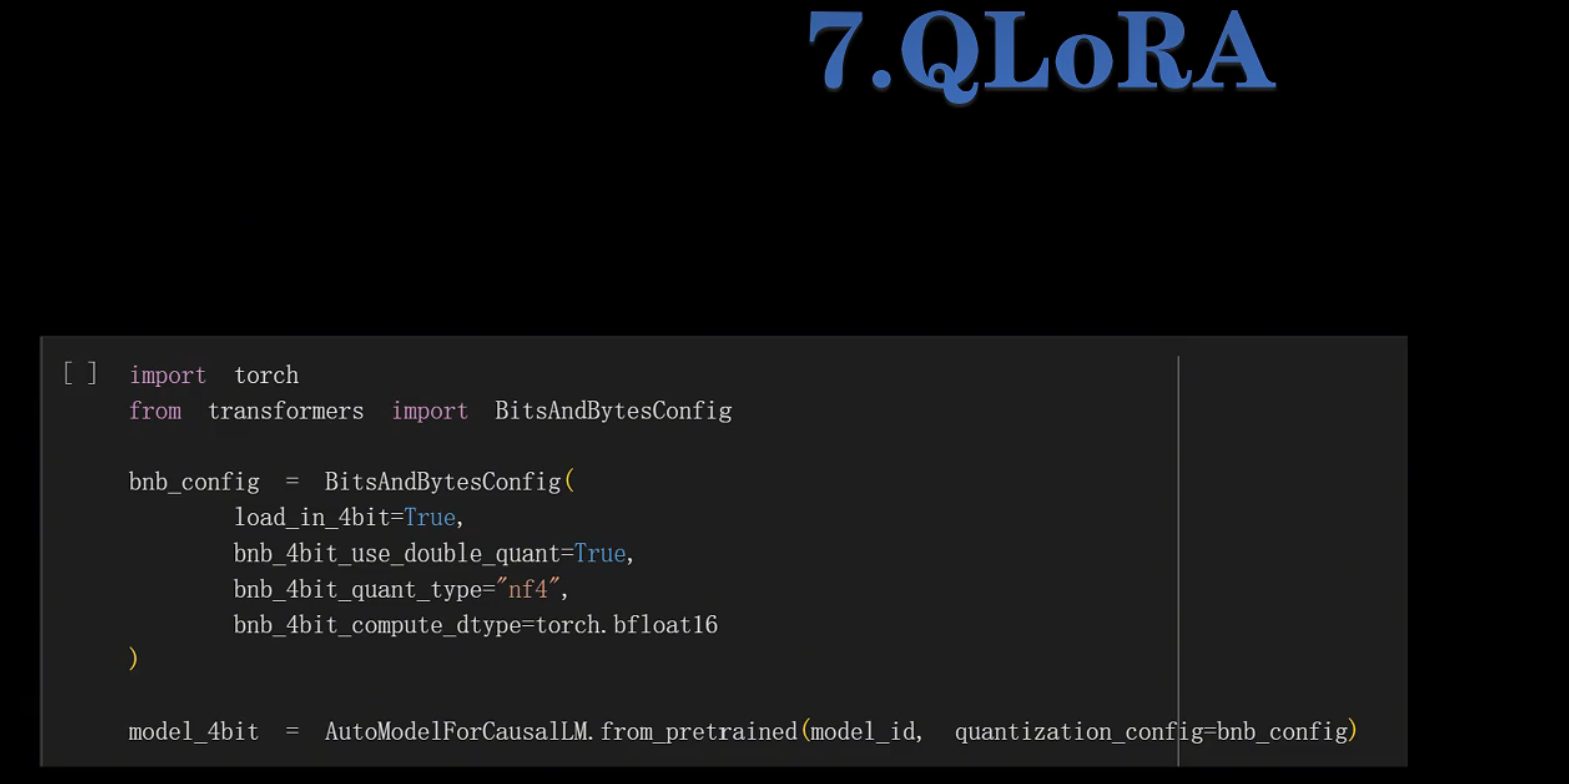 7.QLoRA
[ ] import torch
from transformers import BitsAndBytesConfig
bnb_config = BitsAndBytesConfig(
load_in_4bit=True,
bnb_4bit_use_double_quant=True,
bnb_4bit_quant_type="nf4",
bnb_4bit_compute_dtype=torch.bfloat16
)
model_4bit = AutoModelForCausalLM.from_pretrained(model_id, quantization_config=bnb_config)